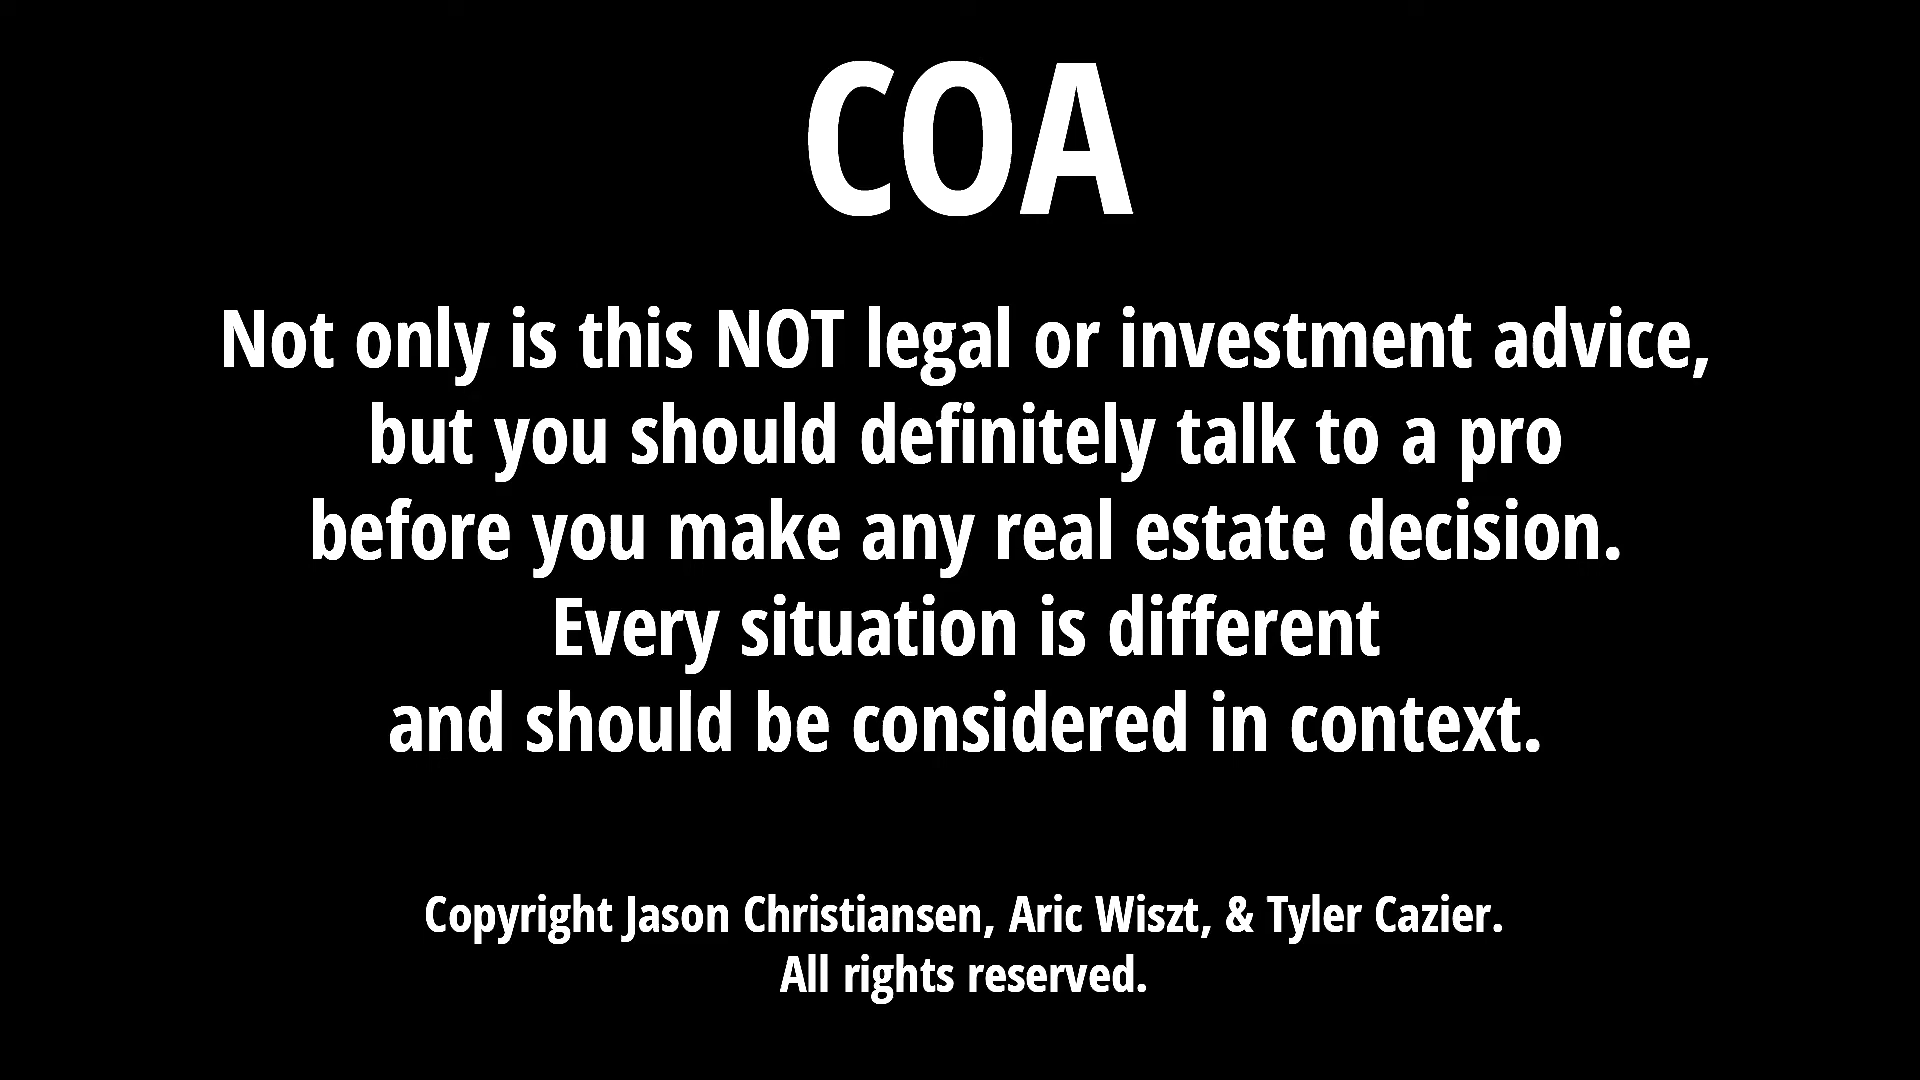 COA
Not only is this NOT legal or investment advice,
but you should definitely talk to a pro
before you make any real estate decision.
Every situation is different
and should be considered in context.
Copyright Jason Christiansen, Aric Wiszt, & Tyler Cazier.
All rights reserved.